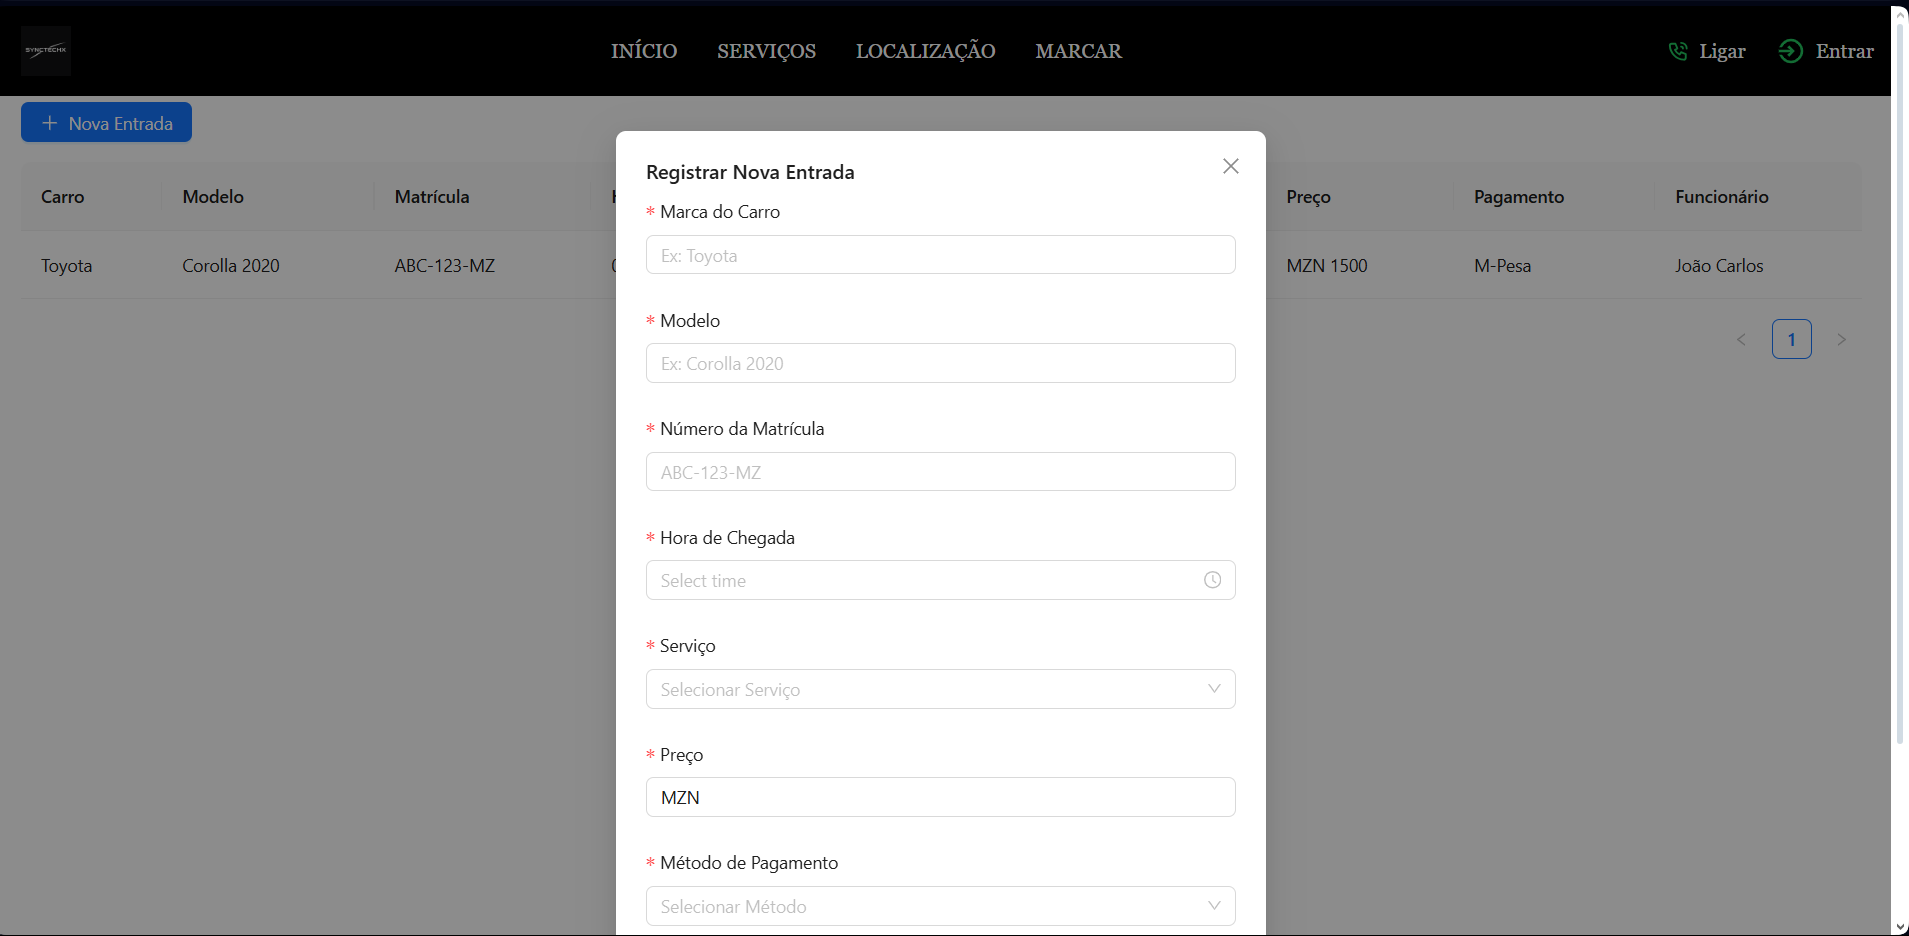 SYNCTECHX
INÍCIO SERVIÇOS LOCALIZAÇÃO MARCAR
Ligar Entrar
Nova Entrada
Registrar Nova Entrada
Carro Modelo Matrícula Preço Pagamento Funcionário
Toyota Corolla 2020 ABC-123-MZ MZN 1500 M-Pesa João Carlos
1
* Marca do Carro
Ex: Toyota
* Modelo
Ex: Corolla 2020
* Número da Matrícula
ABC-123-MZ
* Hora de Chegada
Select time
* Serviço
Selecionar Serviço
* Preço
MZN
* Método de Pagamento
Selecionar Método